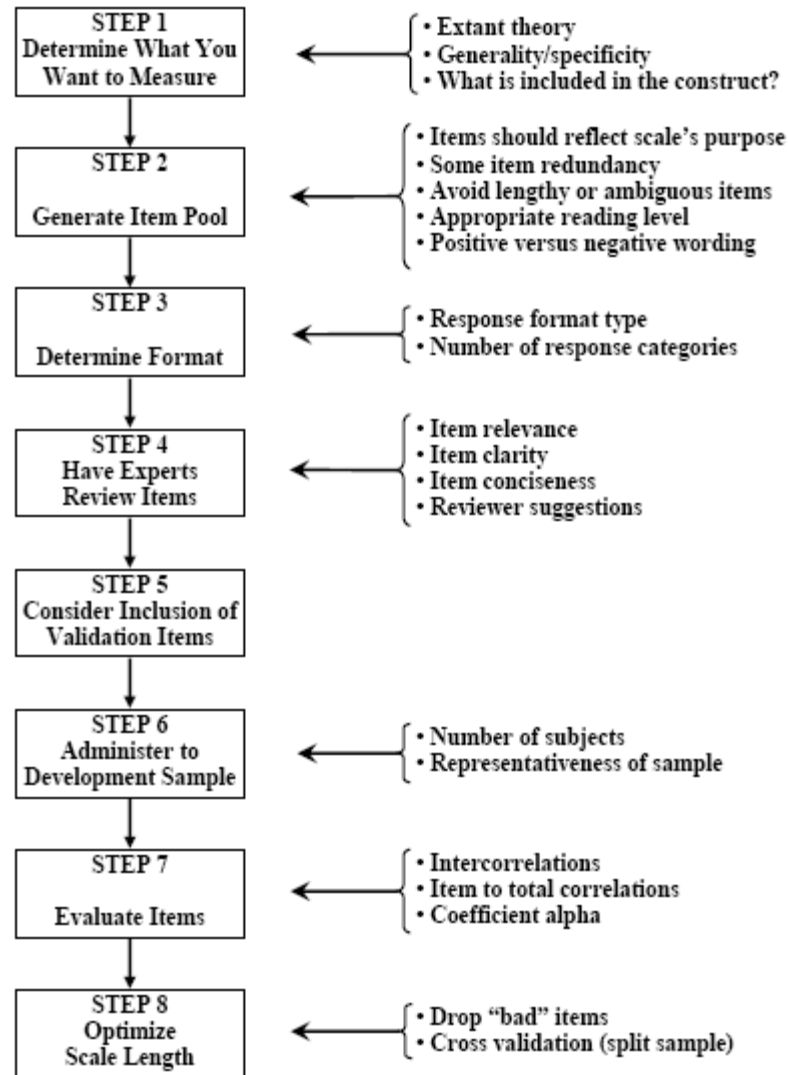 STEP 1
Determine What You
Want to Measure
• Extant theory
• Generality/specificity
• What is included in the construct?
STEP 2
Generate Item Pool
• Items should reflect scale's purpose
• Some item redundancy
• Avoid lengthy or ambiguous items
• Appropriate reading level
• Positive versus negative wording
STEP 3
Determine Format
• Response format type
• Number of response categories
STEP 4
Have Experts
Review Items
• Item relevance
• Item clarity
• Item conciseness
• Reviewer suggestions
STEP 5
Consider Inclusion of
Validation Items
STEP 6
Administer to
Development Sample
• Number of subjects
• Representativeness of sample
STEP 7
Evaluate Items
• Intercorrelations
• Item to total correlations
• Coefficient alpha
STEP 8
Optimize
Scale Length
• Drop “bad” items
• Cross validation (split sample)